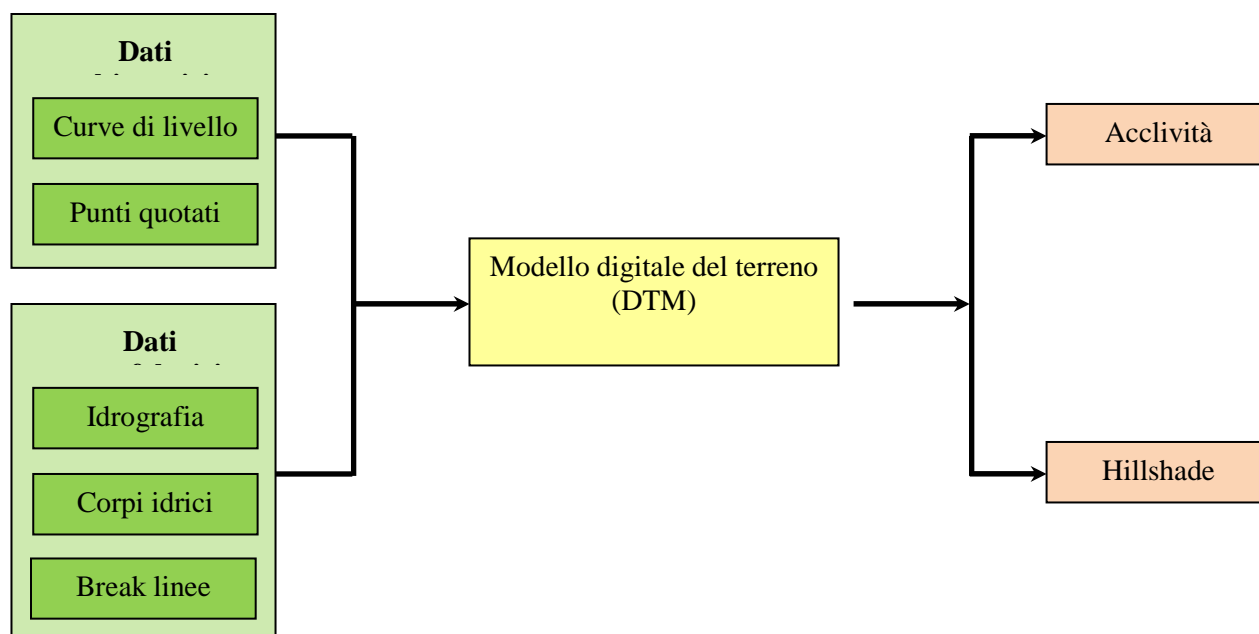 Dati
Curve di livello
Punti quotati
Dati
Idrografia
Corpi idrici
Break linee
Modello digitale del terreno
(DTM)
Acclività
Hillshade